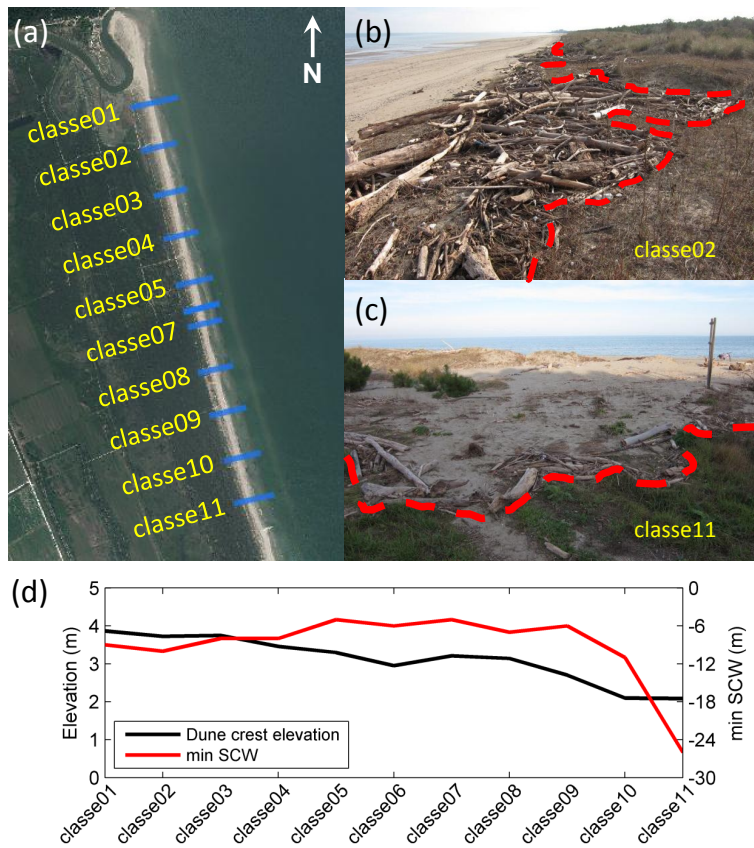 (a)
N
classe01
classe02
classe03
classe04
classe05
classe07
classe08
classe09
classe10
classe11
(b)
classe02
(c)
classe11
(d)
Elevation (m)
5
4
3
2
1
0
Dune crest elevation
min SCW
0
-6
-12
-18
-24
-30
min SCW (m)
classe01
classe02
classe03
classe04
classe05
classe06
classe07
classe08
classe09
classe10
classe11